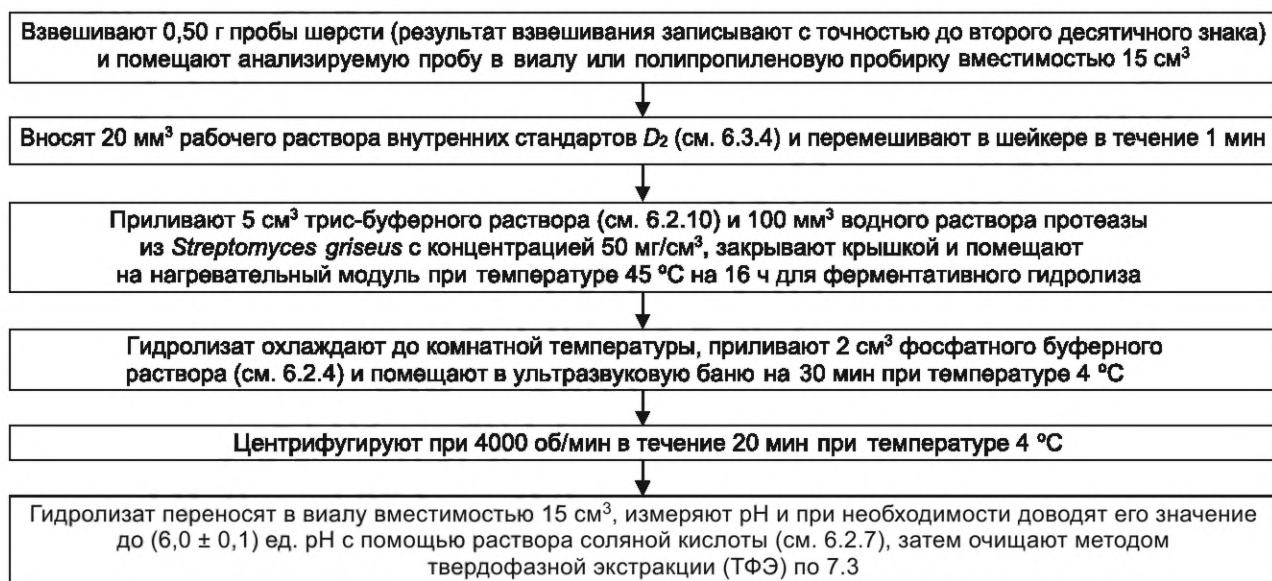 Взвешивают 0,50 г пробы шерсти (результат взвешивания записывают с точностью до второго десятичного знака)
и помещают анализируемую пробу в виалу или полипропиленовую пробирку вместимостью 15 см³
Вносят 20 мм³ рабочего раствора внутренних стандартов D₂ (см. 6.3.4) и перемешивают в шейкере в течение 1 мин
Приливают 5 см³ трис-буферного раствора (см. 6.2.10) и 100 мм³ водного раствора протеазы
из Streptomyces griseus с концентрацией 50 мг/см³, закрывают крышкой и помещают
на нагревательный модуль при температуре 45 ºС на 16 ч для ферментативного гидролиза
Гидролизат охлаждают до комнатной температуры, приливают 2 см³ фосфатного буферного
раствора (см. 6.2.4) и помещают в ультразвуковую баню на 30 мин при температуре 4 ºС
Центрифугируют при 4000 об/мин в течение 20 мин при температуре 4 ºС
Гидролизат переносят в виалу вместимостью 15 см³, измеряют pH и при необходимости доводят его значение
до (6,0 ± 0,1) ед. pH с помощью раствора соляной кислоты (см. 6.2.7), затем очищают методом
твердофазной экстракции (ТФЭ) по 7.3